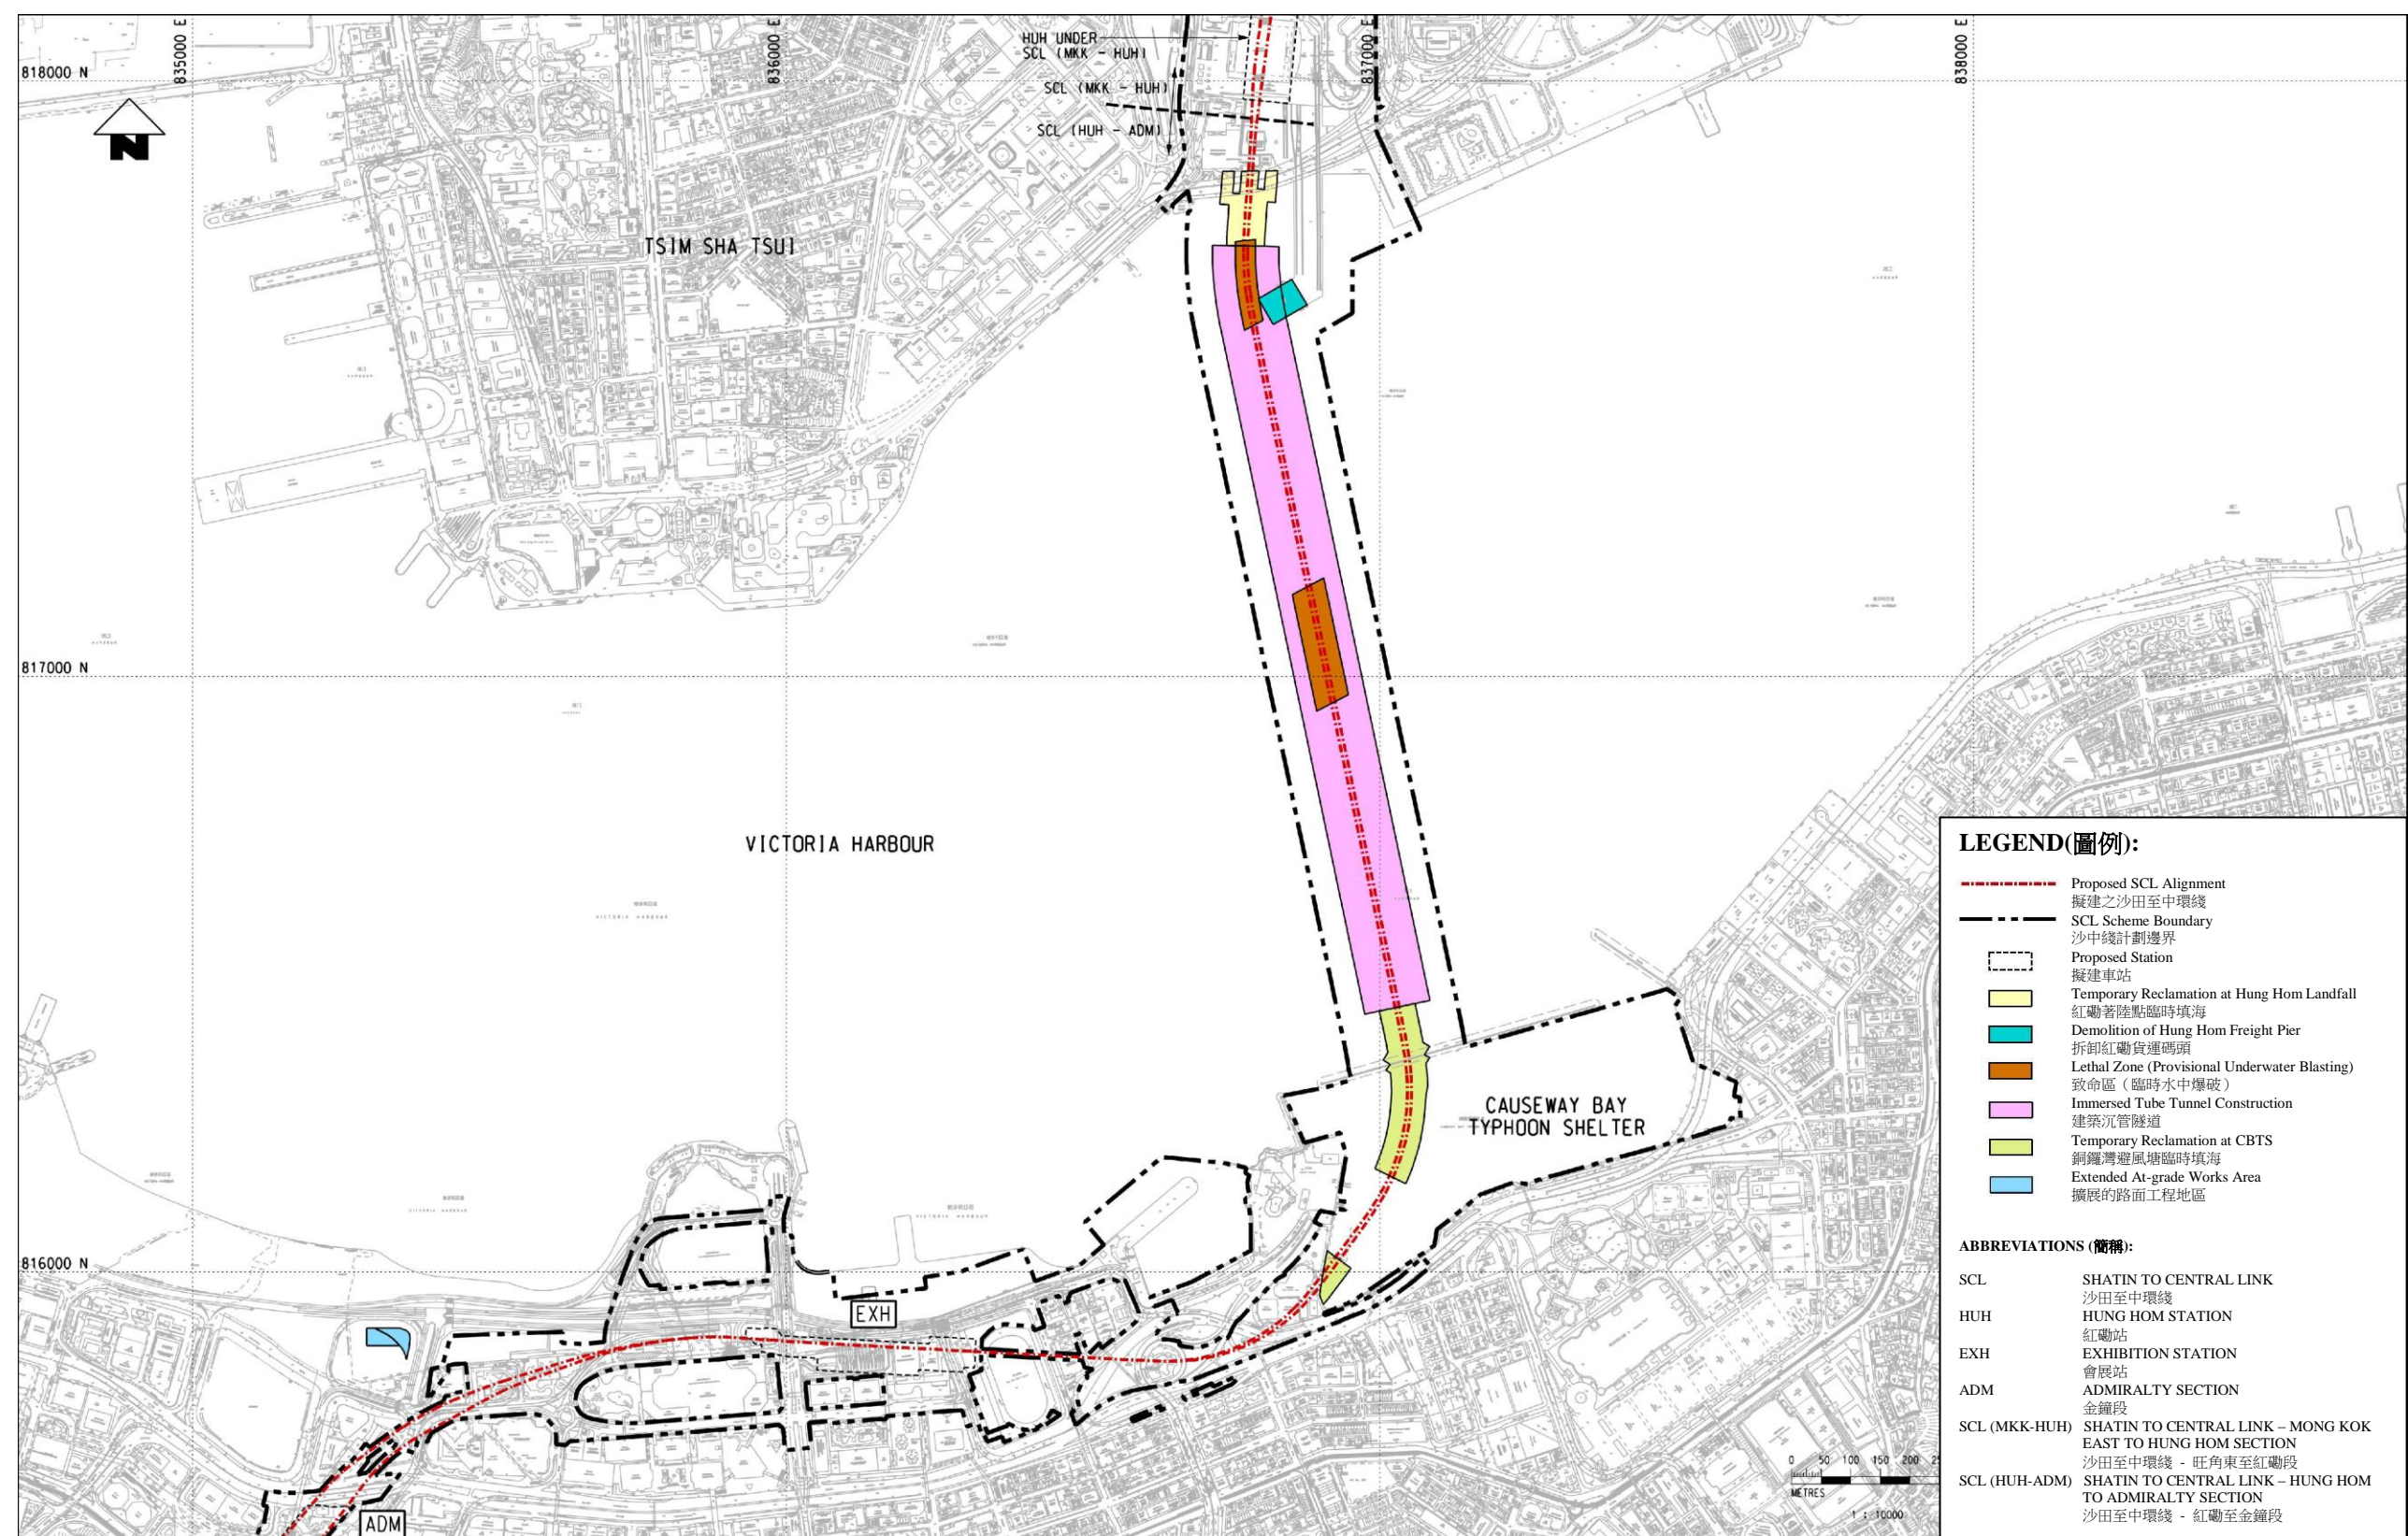 835000 E
836000 E
837000 E
838000 E
818000 N
N
HUH UNDER
SCL (MKK - HUH)
SCL (MKK - HUH)
SCL (HUH - ADM)
TSIM SHA TSUI
817000 N
VICTORIA HARBOUR
CAUSEWAY BAY
TYPHOON SHELTER
816000 N
EXH
ADM
LEGEND(圖例):
Proposed SCL Alignment
擬建之沙田至中環綫
SCL Scheme Boundary
沙中綫計劃邊界
Proposed Station
擬建車站
Temporary Reclamation at Hung Hom Landfall
紅磡著陸點臨時填海
Demolition of Hung Hom Freight Pier
拆卸紅磡貨運碼頭
Lethal Zone (Provisional Underwater Blasting)
致命區（臨時水中爆破）
Immersed Tube Tunnel Construction
建築沉管隧道
Temporary Reclamation at CBTS
銅鑼灣避風塘臨時填海
Extended At-grade Works Area
擴展的路面工程地區
ABBREVIATIONS (簡稱):
SCL SHATIN TO CENTRAL LINK
沙田至中環綫
HUH HUNG HOM STATION
紅磡站
EXH EXHIBITION STATION
會展站
ADM ADMIRALTY SECTION
金鐘段
SCL (MKK-HUH) SHATIN TO CENTRAL LINK – MONG KOK
EAST TO HUNG HOM SECTION
沙田至中環綫 - 旺角東至紅磡段
SCL (HUH-ADM) SHATIN TO CENTRAL LINK – HUNG HOM
TO ADMIRALTY SECTION
沙田至中環綫 - 紅磡至金鐘段
0 50 100 150 200
METRES
1 : 10000